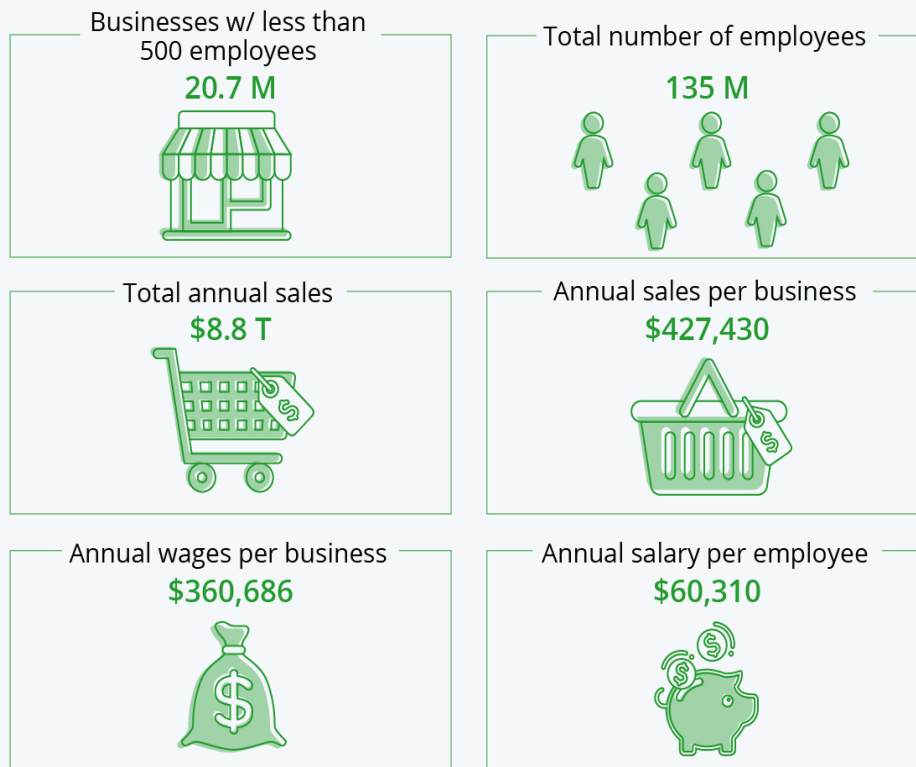 Businesses w/ less than
500 employees
20.7 M
Total number of employees
135 M
Total annual sales
$8.8 T
$
Annual sales per business
$427,430
$
Annual wages per business
$360,686
$
Annual salary per employee
$60,310
$
$